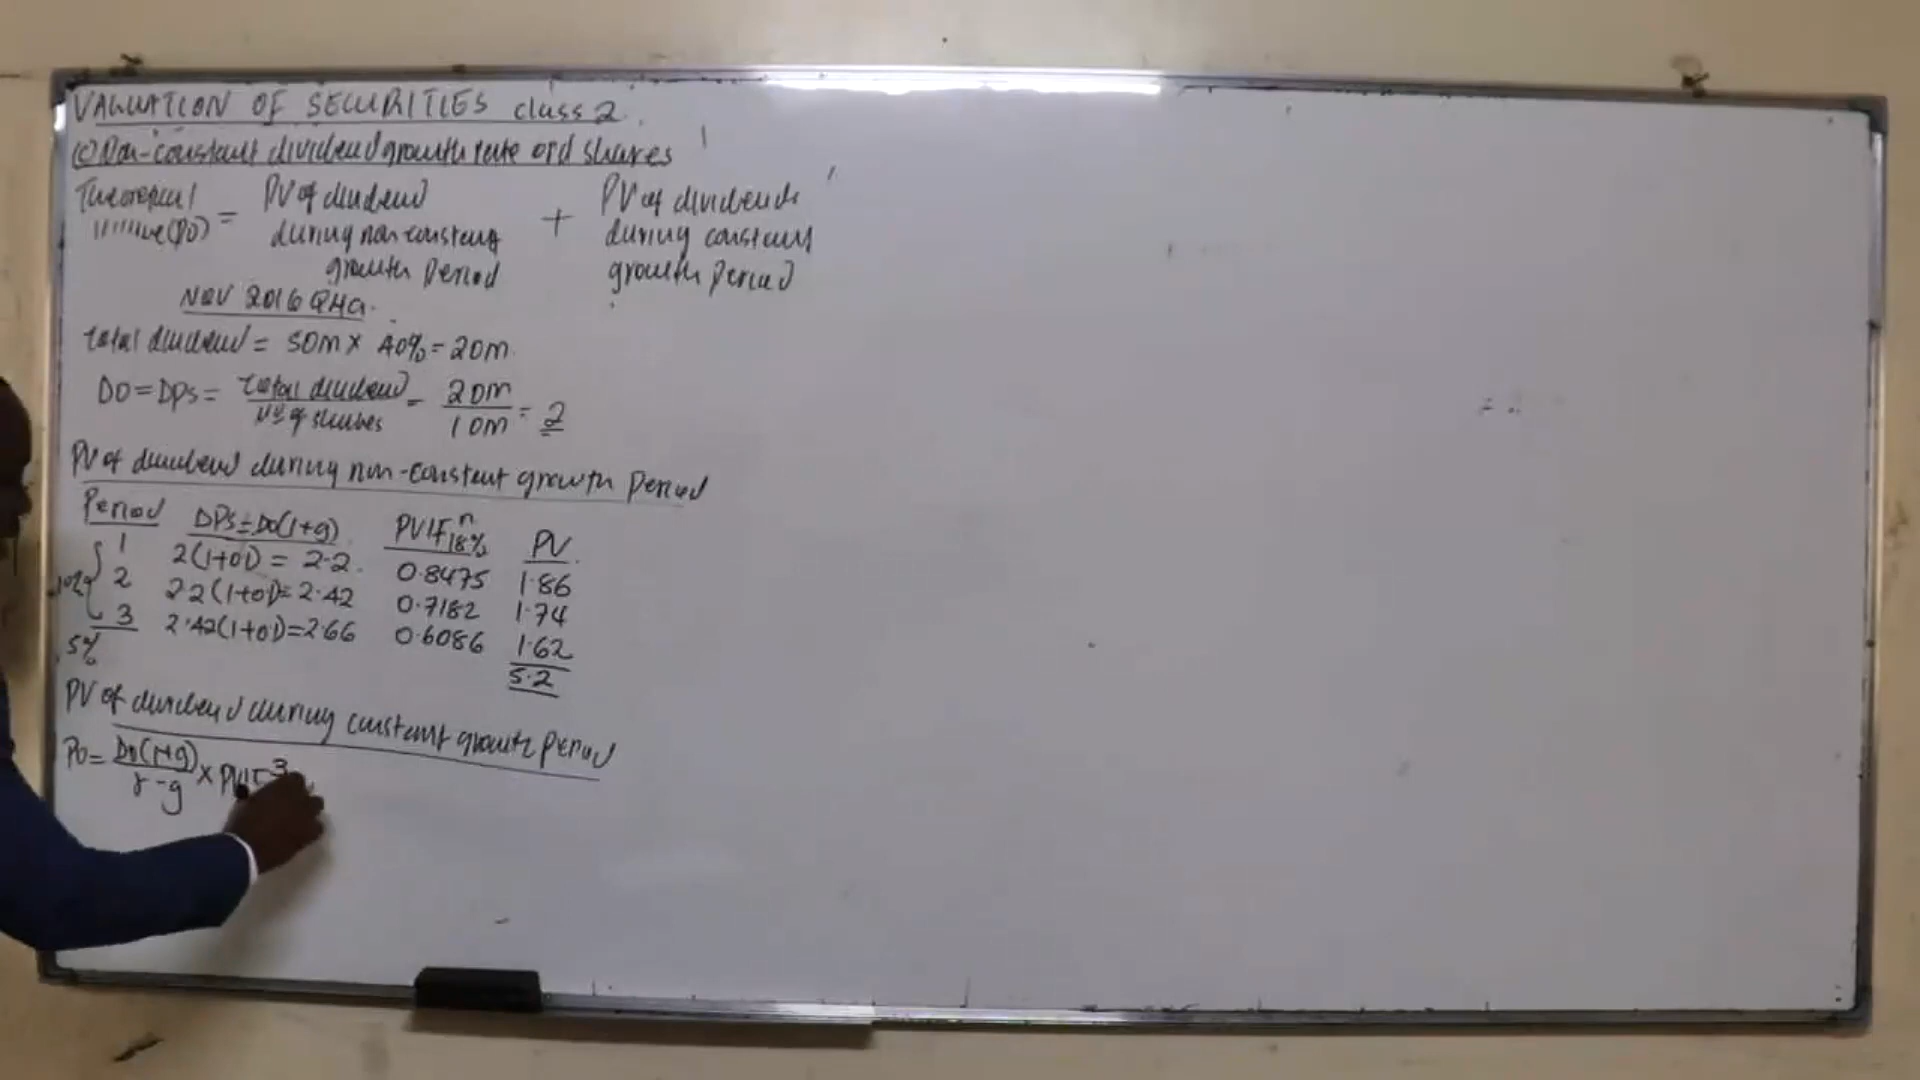 VALUATION OF SECURITIES class 2
(c) Non-constant dividend growth rate ord shares
Theoretical value (P0) = PV of dividend during non constant growth period + PV of dividends during constant growth period
NOV 2016 Q4a
total dividend = 50m x 40% = 20m
D0 = DPS = total dividend / No of shares = 20m / 10m = 2
PV of dividend during non-constant growth period
Period DPS = D0(1+g) PVIF n 18% PV
1 2(1+0.1) = 2.2 0.8475 1.86
10% 2 2.2(1+0.1) = 2.42 0.7182 1.74
3 2.42(1+0.1) = 2.66 0.6086 1.62
5% 5.2
PV of dividend during constant growth period
P0 = D0(1+g) / r-g x PVIF 3